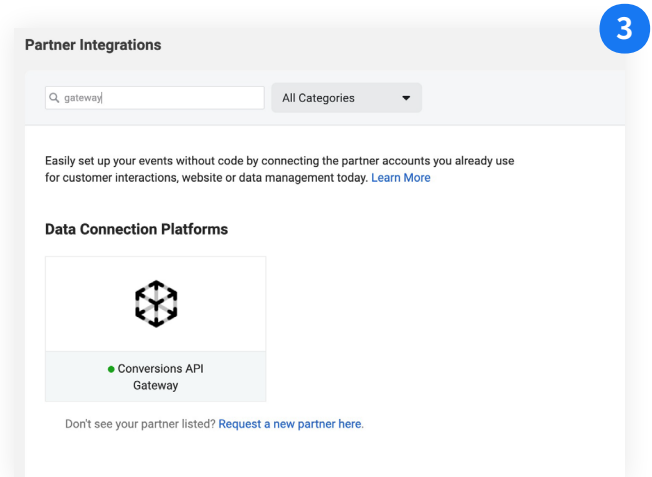 3
Partner Integrations
gateway
All Categories
Easily set up your events without code by connecting the partner accounts you already use
for customer interactions, website or data management today. Learn More
Data Connection Platforms
Conversions API
Gateway
Don't see your partner listed? Request a new partner here.